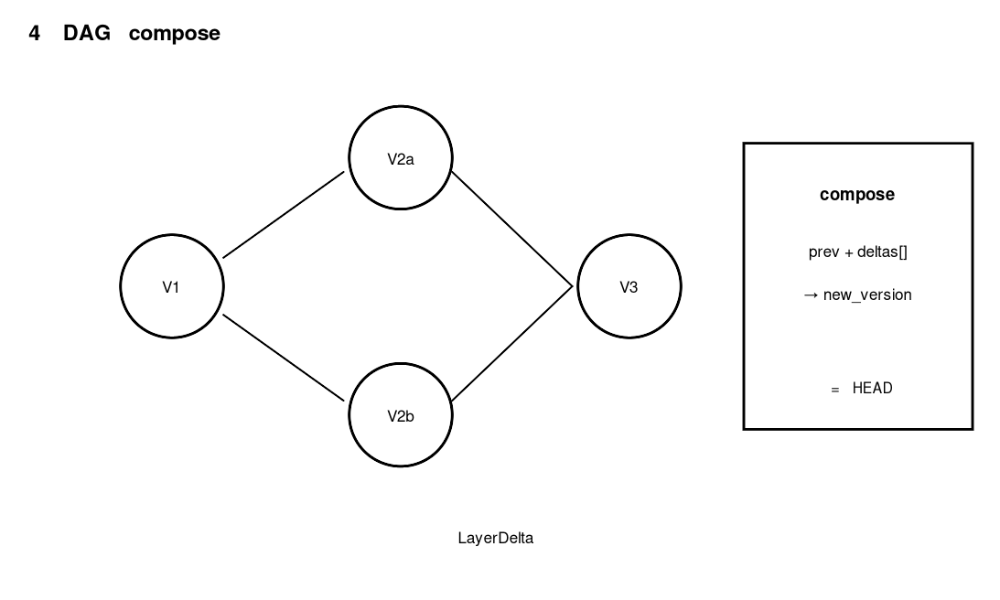 4 DAG compose
V2a
V1
V3
V2b
compose
prev + deltas[]
→ new_version
= HEAD
LayerDelta